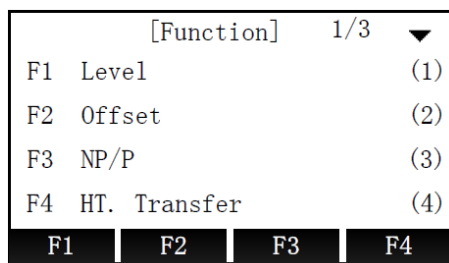 [Function] 1/3
F1 Level (1)
F2 Offset (2)
F3 NP/P (3)
F4 HT. Transfer (4)
F1 F2 F3 F4